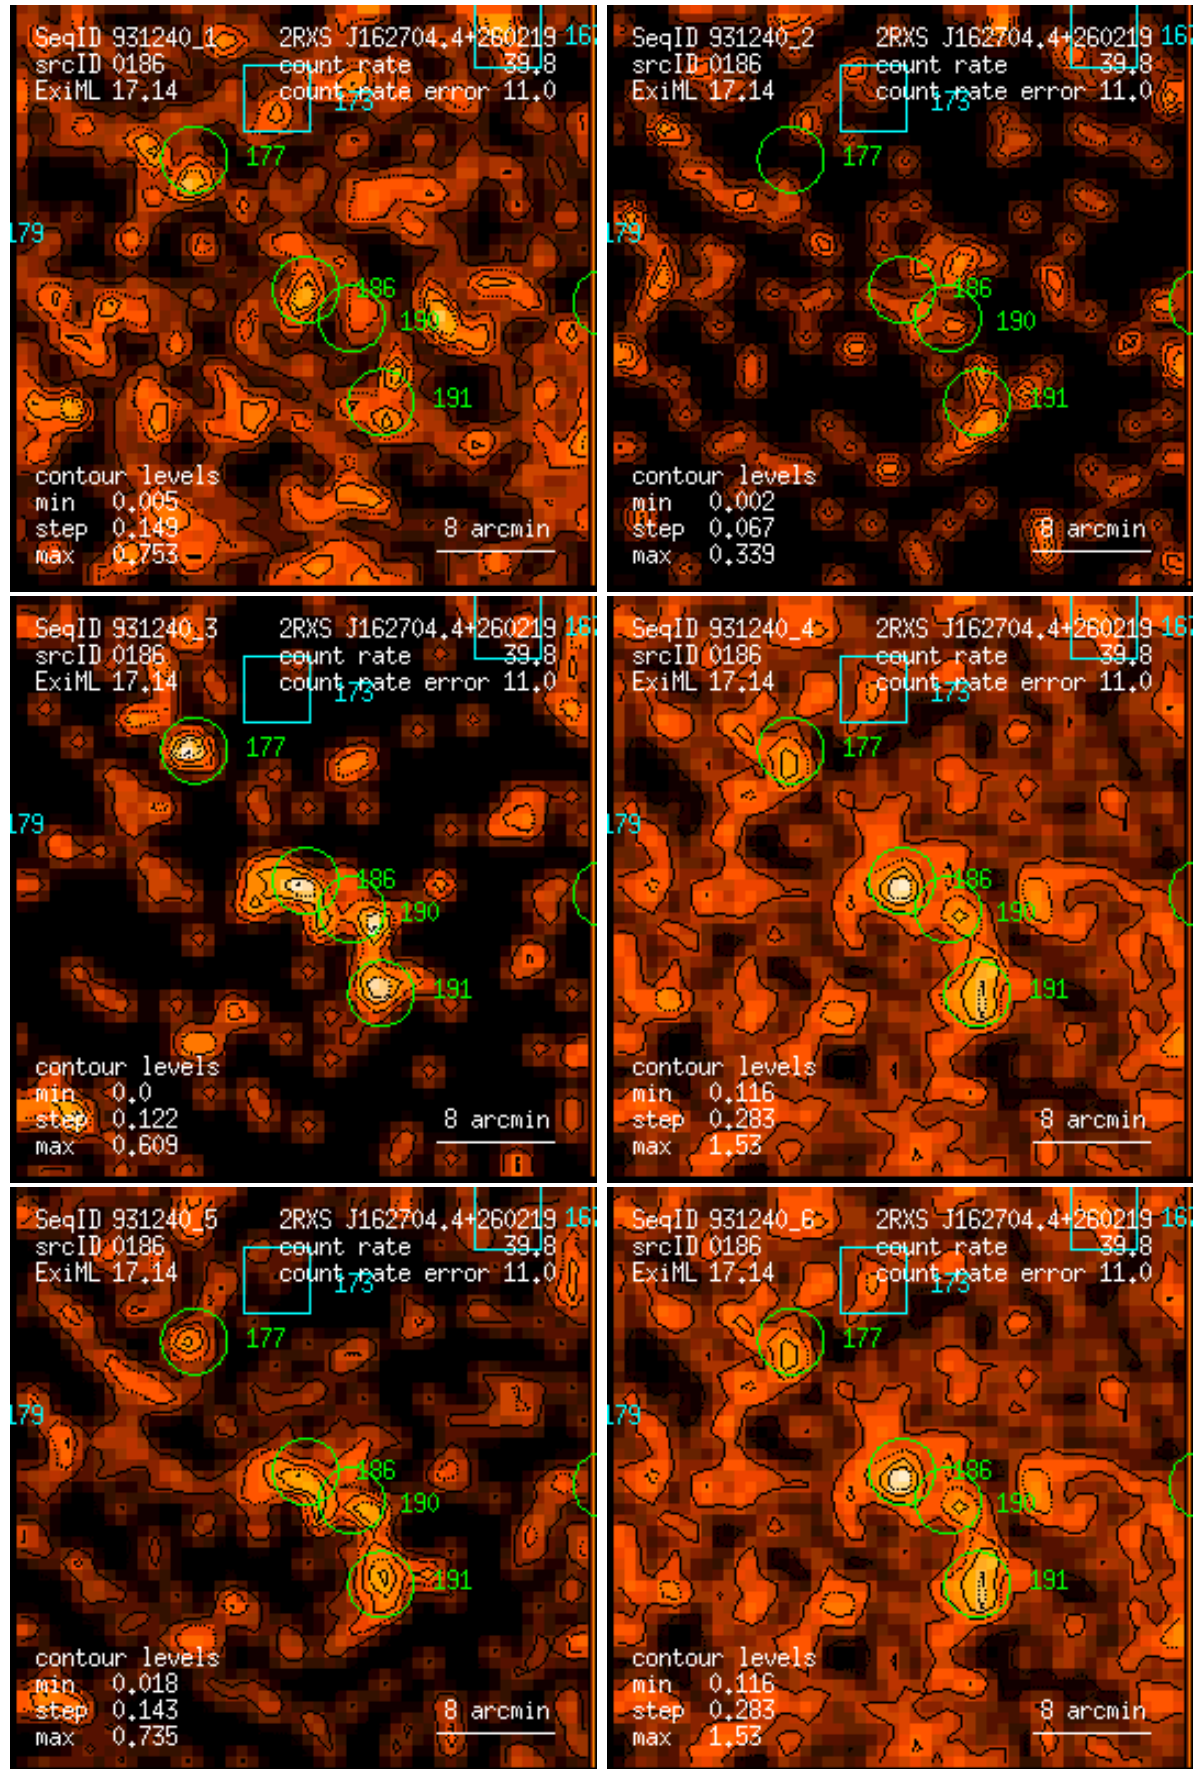 SeqID 931240_1 2RXS J162704.4+260219 167
srcID 0186 count rate 39.8
ExiML 17.14 count rate error 11.0
173
177
179
186
190
191
contour levels
min 0.005
step 0.149
max 0.753
8 arcmin
SeqID 931240_2 2RXS J162704.4+260219 16
srcID 0186 count rate 39.8
ExiML 17.14 count rate error 11.0
173
177
179
186
190
191
contour levels
min 0.002
step 0.067
max 0.339
8 arcmin
SeqID 931240_3 2RXS J162704.4+260219 167
srcID 0186 count rate 39.8
ExiML 17.14 count rate error 11.0
173
177
179
186
190
191
contour levels
min 0.0
step 0.122
max 0.609
8 arcmin
SeqID 931240_4 2RXS J162704.4+260219 16
srcID 0186 count rate 39.8
ExiML 17.14 count rate error 11.0
173
177
179
186
190
191
contour levels
min 0.116
step 0.283
max 1.53
8 arcmin
SeqID 931240_5 2RXS J162704.4+260219 167
srcID 0186 count rate 39.8
ExiML 17.14 count rate error 11.0
173
177
179
186
190
191
contour levels
min 0.018
step 0.143
max 0.735
8 arcmin
SeqID 931240_6 2RXS J162704.4+260219 16
srcID 0186 count rate 39.8
ExiML 17.14 count rate error 11.0
173
177
179
186
190
191
contour levels
min 0.116
step 0.283
max 1.53
8 arcmin